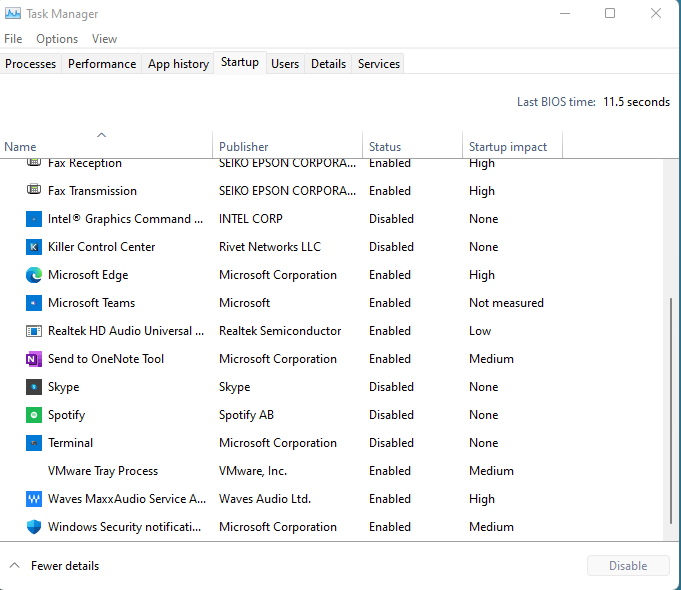 Task Manager
File Options View
Processes Performance App history Startup Users Details Services
Last BIOS time: 11.5 seconds
Name Publisher Status Startup impact
Fax Reception SEIKO EPSON CORPORA... Enabled High
Fax Transmission SEIKO EPSON CORPORA... Enabled High
Intel® Graphics Command ... INTEL CORP Disabled None
Killer Control Center Rivet Networks LLC Disabled None
Microsoft Edge Microsoft Corporation Enabled High
Microsoft Teams Microsoft Enabled Not measured
Realtek HD Audio Universal ... Realtek Semiconductor Enabled Low
Send to OneNote Tool Microsoft Corporation Enabled Medium
Skype Skype Disabled None
Spotify Spotify AB Disabled None
Terminal Microsoft Corporation Disabled None
VMware Tray Process VMware, Inc. Enabled Medium
Waves MaxxAudio Service A... Waves Audio Ltd. Enabled High
Windows Security notificati... Microsoft Corporation Enabled Medium
Fewer details Disable